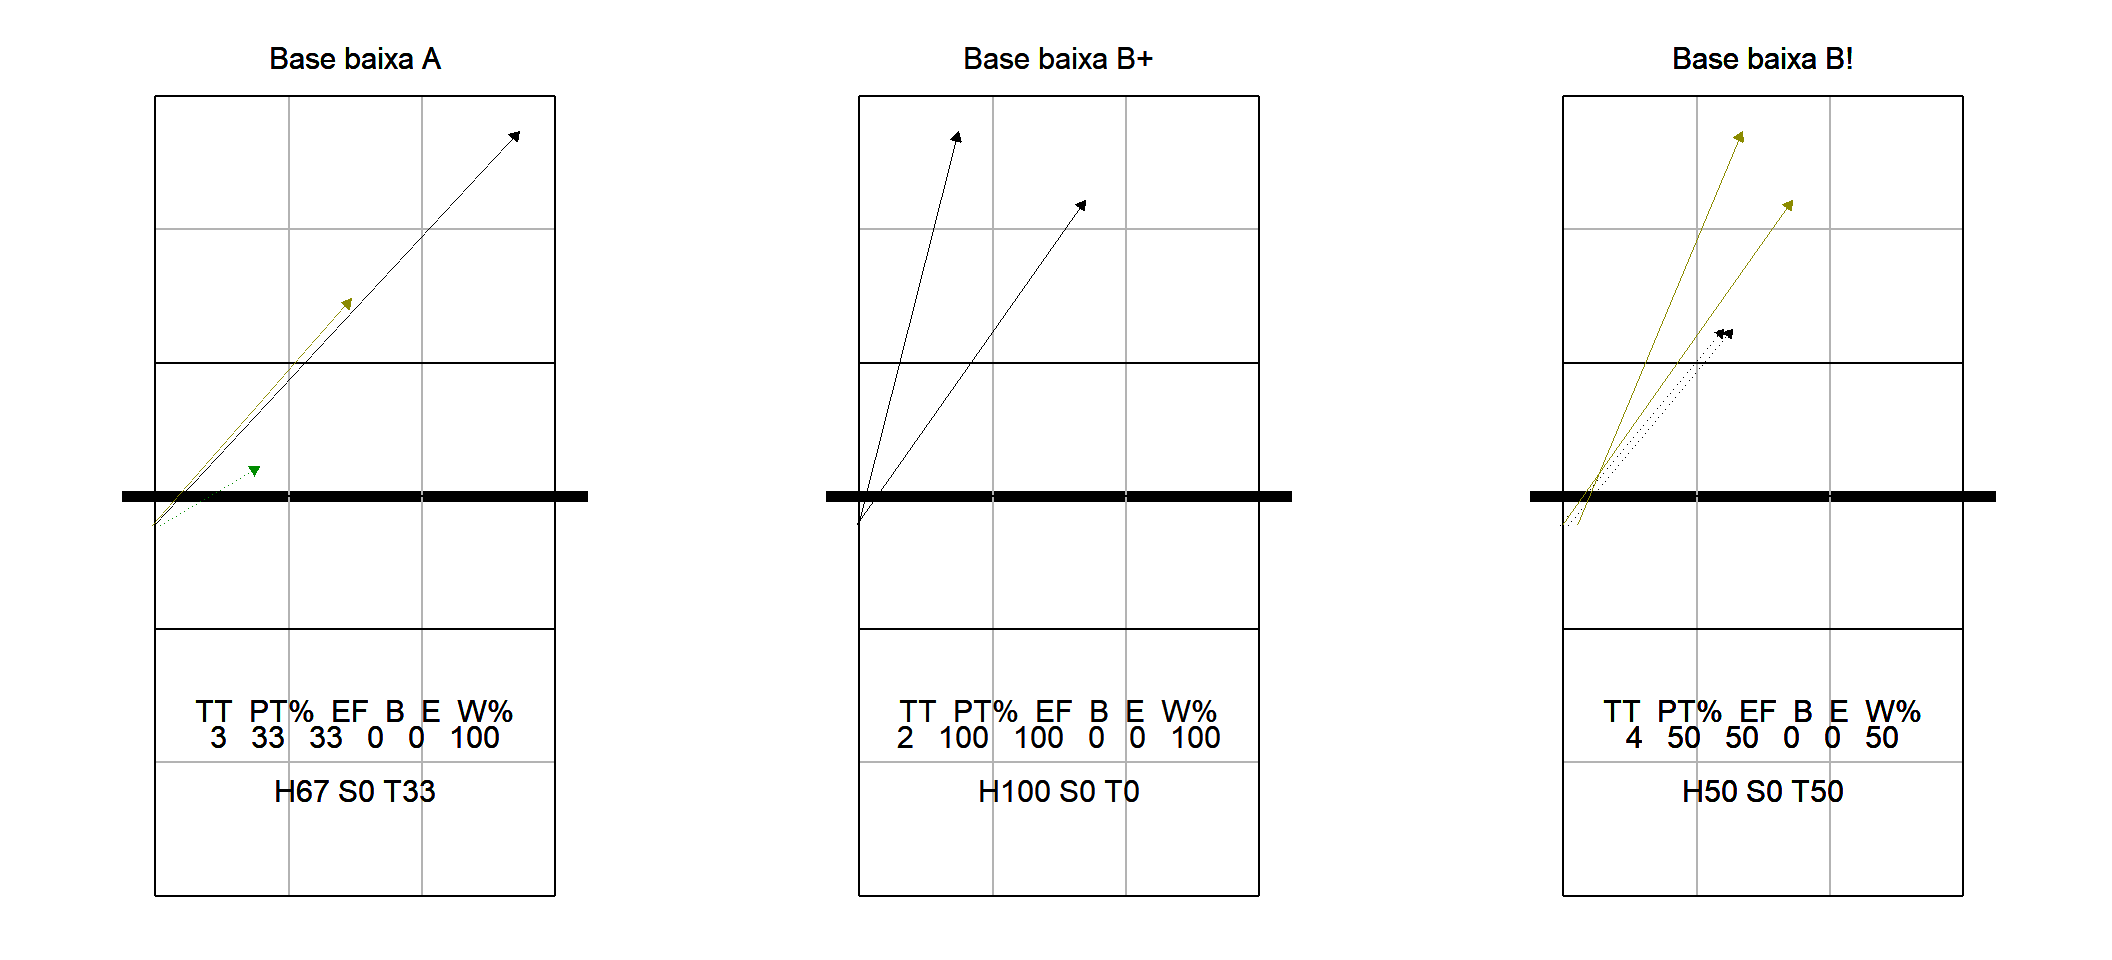 Base baixa A
TT PT% EF B E W%
3 33 33 0 0 100
H67 S0 T33
Base baixa B+
TT PT% EF B E W%
2 100 100 0 0 100
H100 S0 T0
Base baixa B!
TT PT% EF B E W%
4 50 50 0 0 50
H50 S0 T50